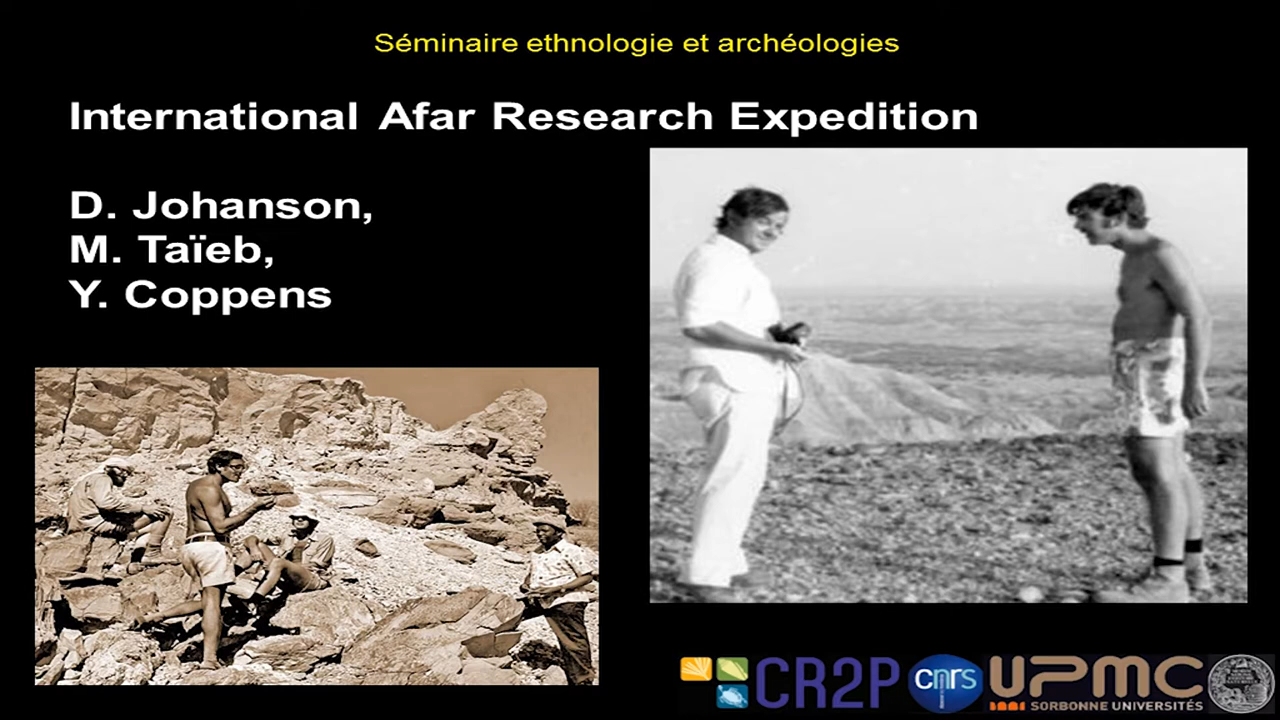 Séminaire ethnologie et archéologies
International Afar Research Expedition
D. Johanson,
M. Taïeb,
Y. Coppens
CR2P
cnrs
UPMC
SORBONNE UNIVERSITÉS